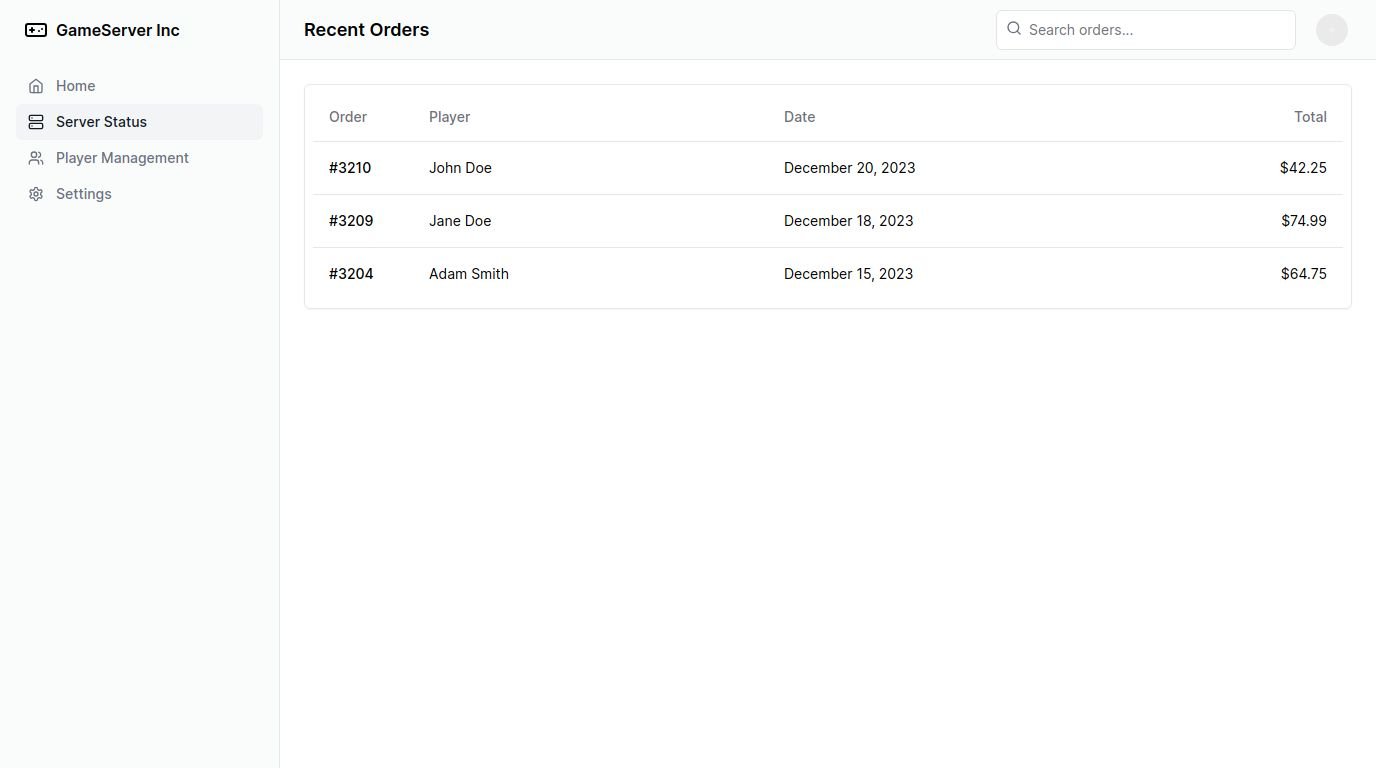 GameServer Inc
Home
Server Status
Player Management
Settings
Recent Orders
Search orders...
Order Player Date Total
#3210 John Doe December 20, 2023 $42.25
#3209 Jane Doe December 18, 2023 $74.99
#3204 Adam Smith December 15, 2023 $64.75